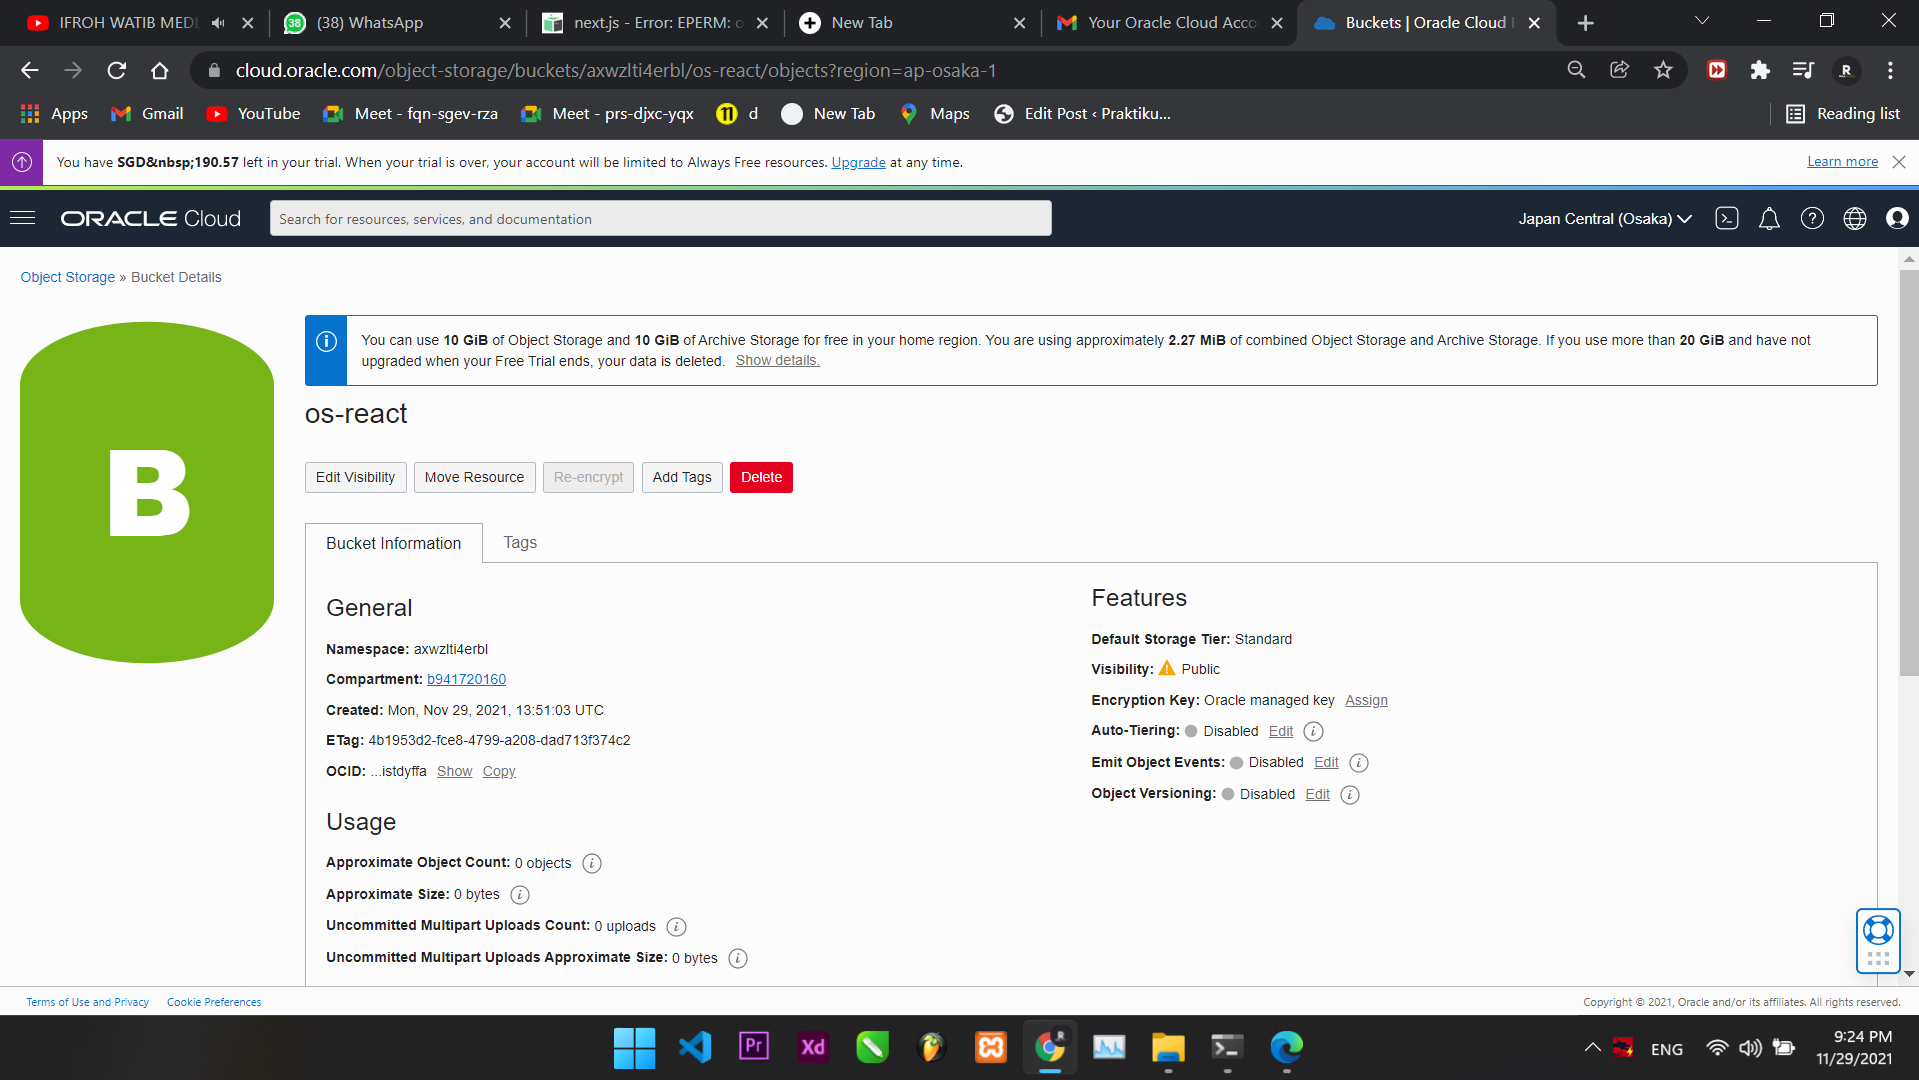 IFROH WATIB MEDL
(38) WhatsApp
next.js - Error: EPERM: o
New Tab
Your Oracle Cloud Acco
Buckets | Oracle Cloud I
cloud.oracle.com/object-storage/buckets/axwzlti4erbl/os-react/objects?region=ap-osaka-1
Apps
Gmail
YouTube
Meet - fqn-sgev-rza
Meet - prs-djxc-yqx
d
New Tab
Maps
Edit Post ‹ Praktiku...
Reading list
You have SGD&nbsp;190.57 left in your trial. When your trial is over, your account will be limited to Always Free resources. Upgrade at any time.
Learn more
ORACLE Cloud
Search for resources, services, and documentation
Japan Central (Osaka)
Object Storage » Bucket Details
B
You can use 10 GiB of Object Storage and 10 GiB of Archive Storage for free in your home region. You are using approximately 2.27 MiB of combined Object Storage and Archive Storage. If you use more than 20 GiB and have not
upgraded when your Free Trial ends, your data is deleted. Show details.
os-react
Edit Visibility
Move Resource
Re-encrypt
Add Tags
Delete
Bucket Information
Tags
General
Namespace: axwzlti4erbl
Compartment: b941720160
Created: Mon, Nov 29, 2021, 13:51:03 UTC
ETag: 4b1953d2-fce8-4799-a208-dad713f374c2
OCID: ...istdyffa Show Copy
Usage
Approximate Object Count: 0 objects
Approximate Size: 0 bytes
Uncommitted Multipart Uploads Count: 0 uploads
Uncommitted Multipart Uploads Approximate Size: 0 bytes
Features
Default Storage Tier: Standard
Visibility: Public
Encryption Key: Oracle managed key Assign
Auto-Tiering: Disabled Edit
Emit Object Events: Disabled Edit
Object Versioning: Disabled Edit
Terms of Use and Privacy
Cookie Preferences
Copyright © 2021, Oracle and/or its affiliates. All rights reserved.
Pr
Xd
R
ENG
9:24 PM
11/29/2021